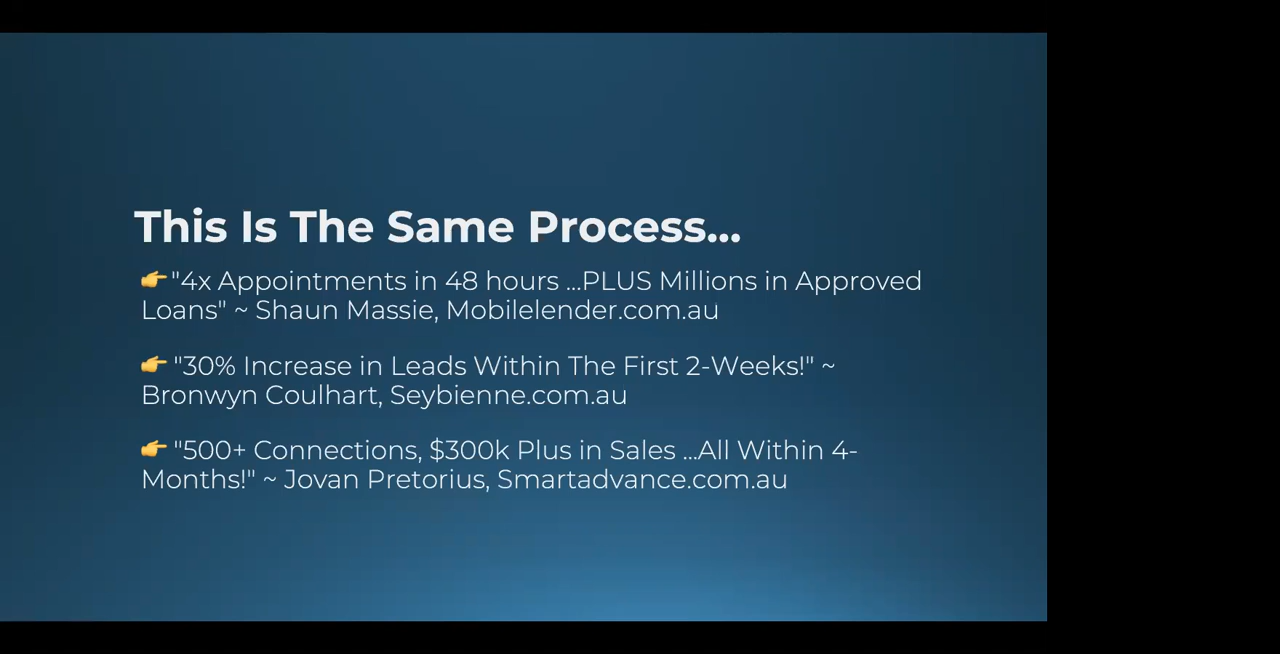 This Is The Same Process...
👉"4x Appointments in 48 hours ...PLUS Millions in Approved
Loans" ~ Shaun Massie, Mobilelender.com.au
👉 "30% Increase in Leads Within The First 2-Weeks!" ~
Bronwyn Coulhart, Seybienne.com.au
👉 "500+ Connections, $300k Plus in Sales ...All Within 4-
Months!" ~ Jovan Pretorius, Smartadvance.com.au